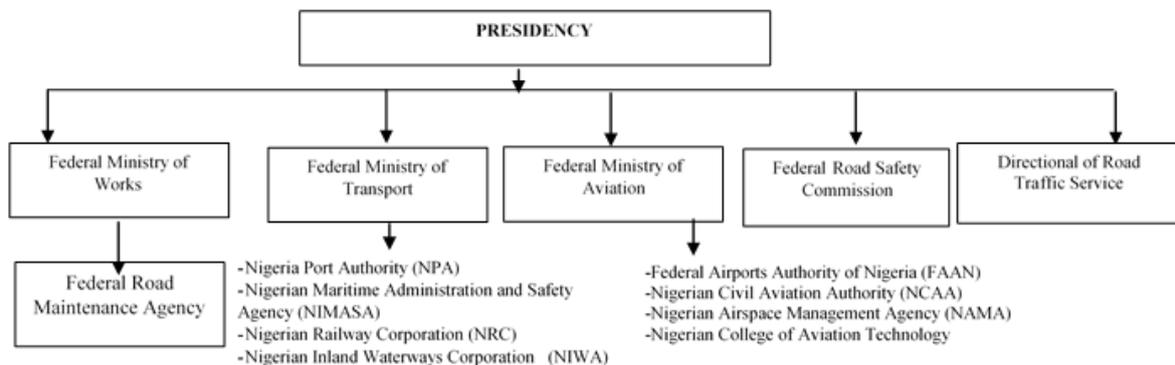 PRESIDENCY
Federal Ministry of
Works
Federal Ministry of
Transport
Federal Ministry of
Aviation
Federal Road Safety
Commission
Directional of Road
Traffic Service
Federal Road
Maintenance Agency
-Nigeria Port Authority (NPA)
-Nigerian Maritime Administration and Safety
Agency (NIMASA)
-Nigerian Railway Corporation (NRC)
-Nigerian Inland Waterways Corporation (NIWA)
-Federal Airports Authority of Nigeria (FAAN)
-Nigerian Civil Aviation Authority (NCAA)
-Nigerian Airspace Management Agency (NAMA)
-Nigerian College of Aviation Technology